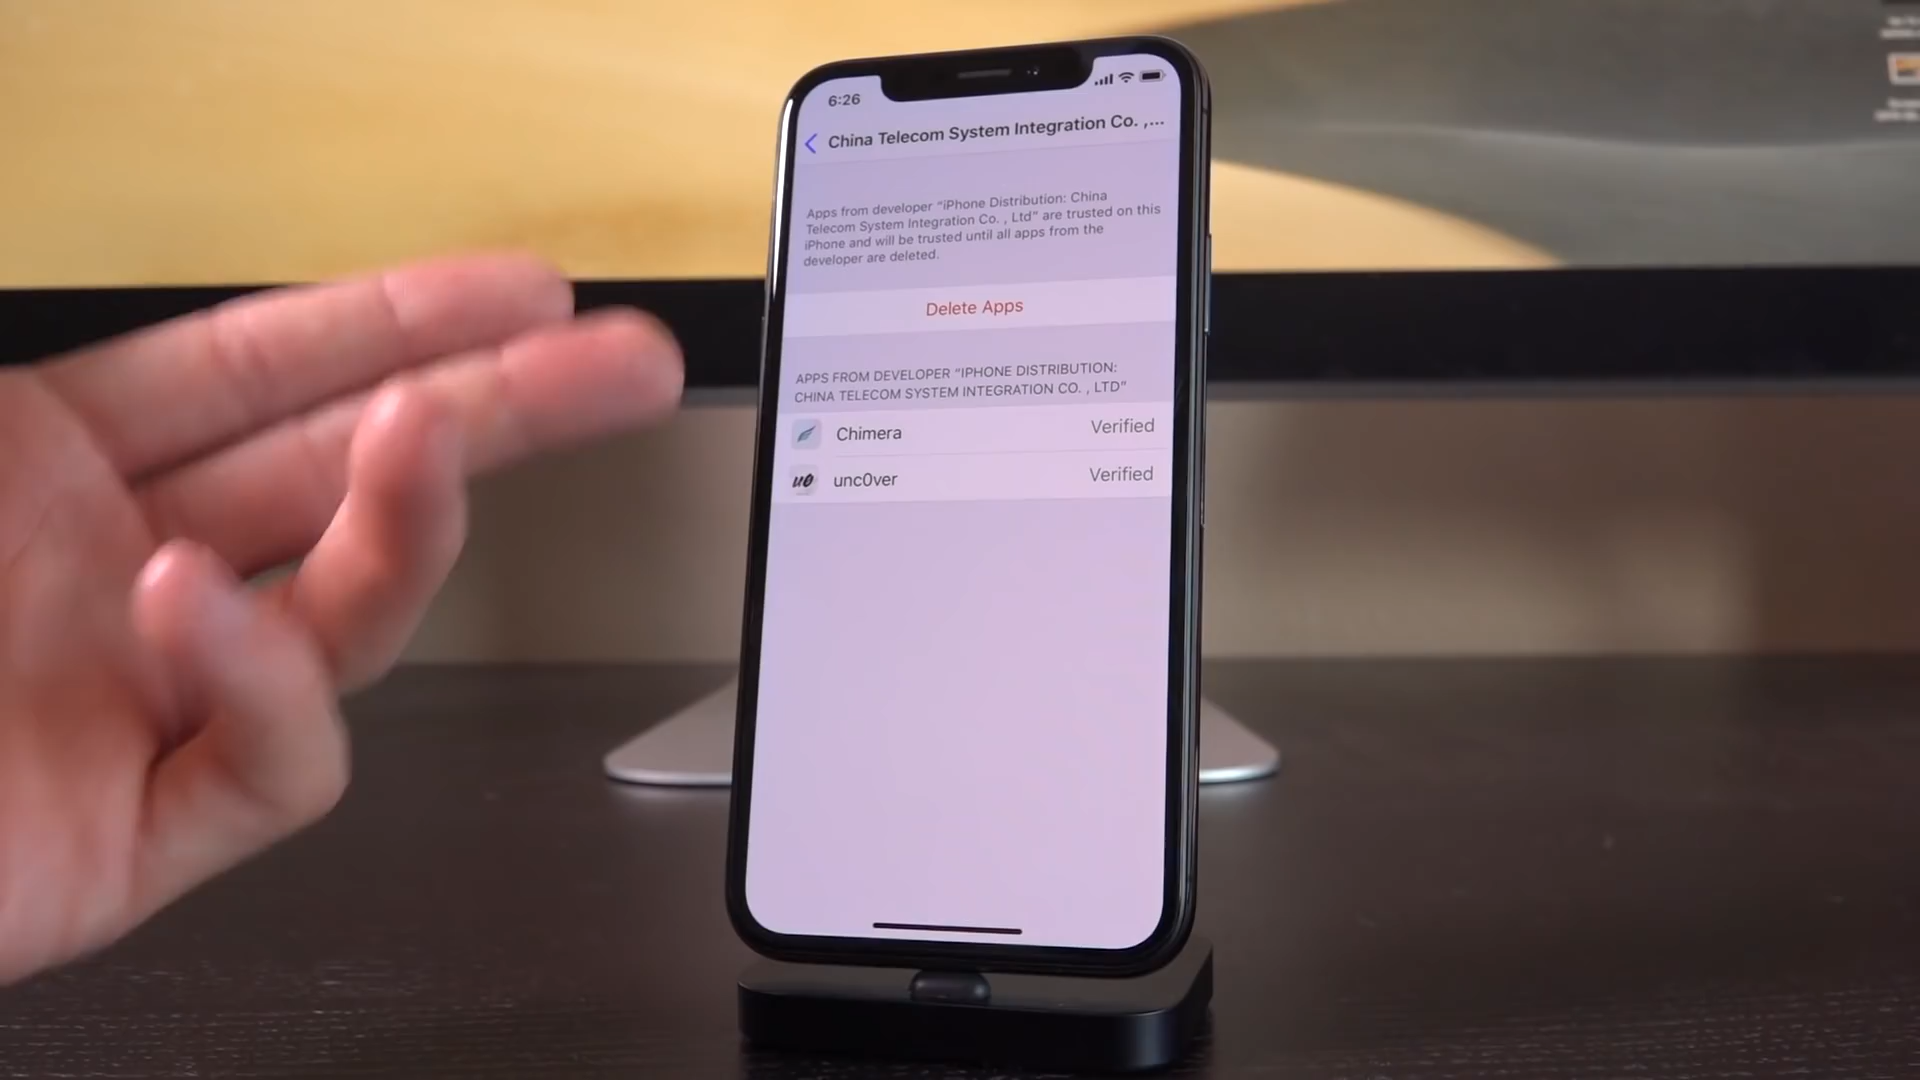 6:26
China Telecom System Integration Co. ,...
Apps from developer “iPhone Distribution: China
Telecom System Integration Co. , Ltd” are trusted on this
iPhone and will be trusted until all apps from the
developer are deleted.
Delete Apps
APPS FROM DEVELOPER “IPHONE DISTRIBUTION:
CHINA TELECOM SYSTEM INTEGRATION CO. , LTD”
Chimera Verified
u0 unc0ver Verified